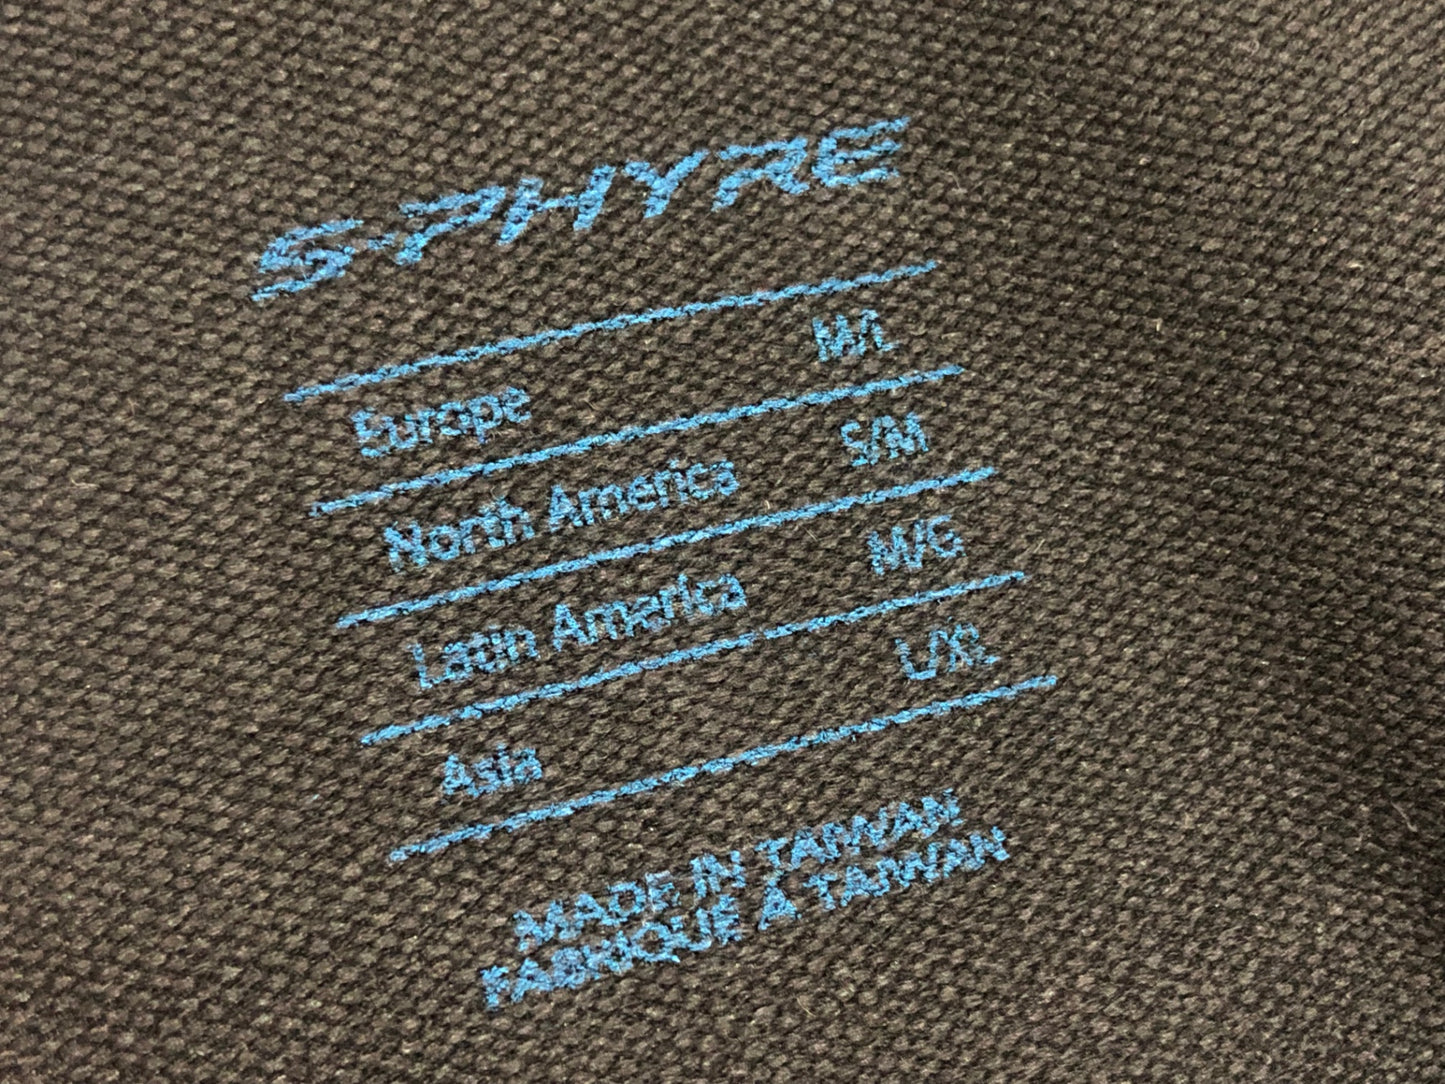 S-PHYRE
Europe M/L
North America S/M
Latin America M/G
Asia L/XL
MADE IN TAIWAN
FABRIQUÉ À TAIWAN